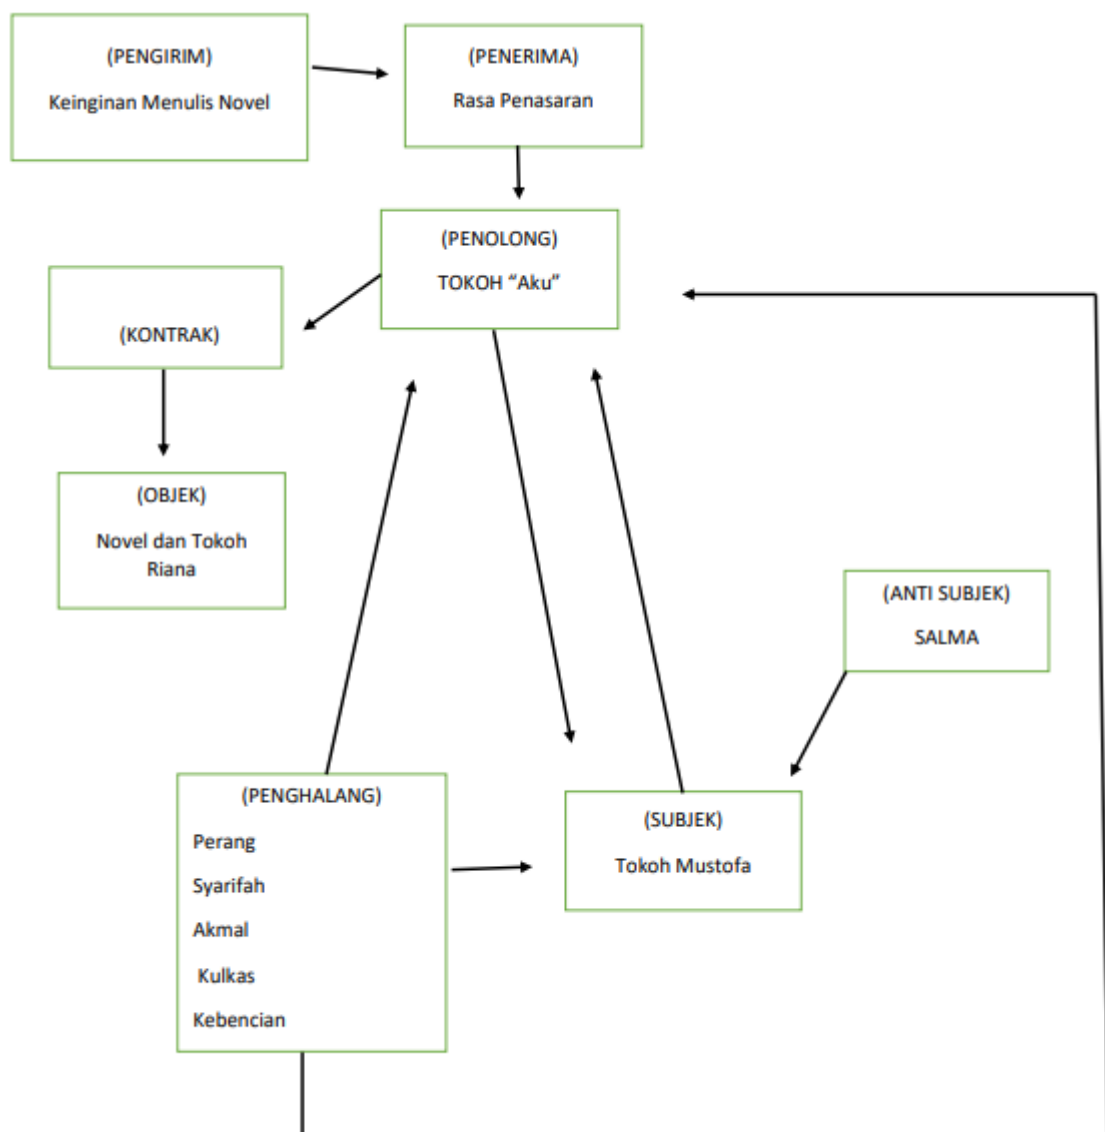 (PENGIRIM)
Keinginan Menulis Novel
(PENERIMA)
Rasa Penasaran
(PENOLONG)
TOKOH “Aku”
(KONTRAK)
(OBJEK)
Novel dan Tokoh
Riana
(ANTI SUBJEK)
SALMA
(PENGHALANG)
Perang
Syarifah
Akmal
Kulkas
Kebencian
(SUBJEK)
Tokoh Mustofa